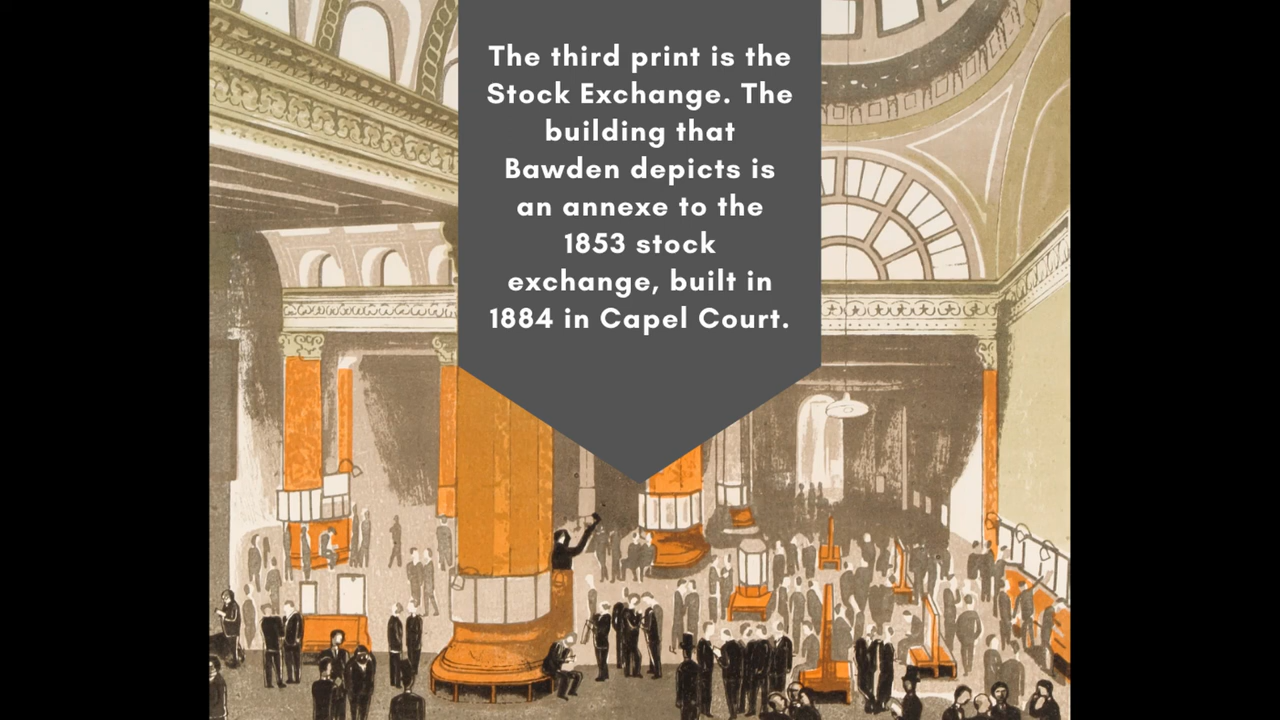 The third print is the
Stock Exchange. The
building that
Bawden depicts is
an annexe to the
1853 stock
exchange, built in
1884 in Capel Court.